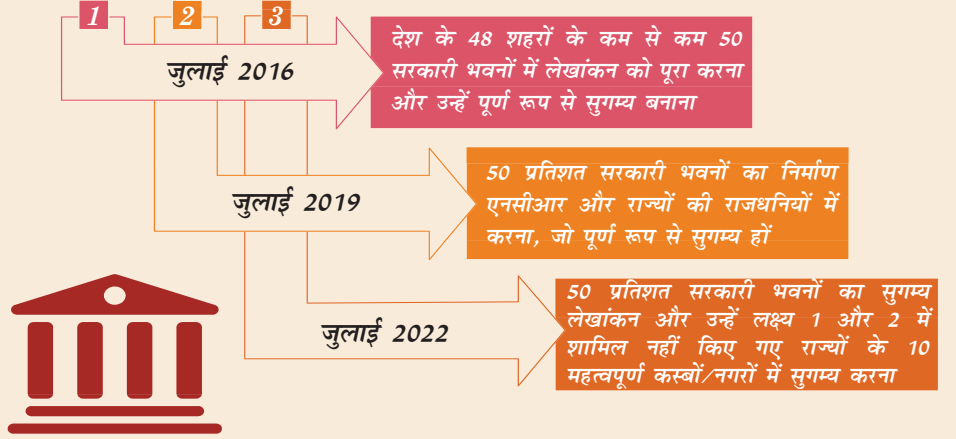 1
2
3
जुलाई 2016
देश के 48 शहरों के कम से कम 50
सरकारी भवनों में लेखांकन को पूरा करना
और उन्हें पूर्ण रूप से सुगम्य बनाना
जुलाई 2019
50 प्रतिशत सरकारी भवनों का निर्माण
एनसीआर और राज्यों की राजधनियों में
करना, जो पूर्ण रूप से सुगम्य हों
जुलाई 2022
50 प्रतिशत सरकारी भवनों का सुगम्य
लेखांकन और उन्हें लक्ष्य 1 और 2 में
शामिल नहीं किए गए राज्यों के 10
महत्वपूर्ण कस्बों/नगरों में सुगम्य करना